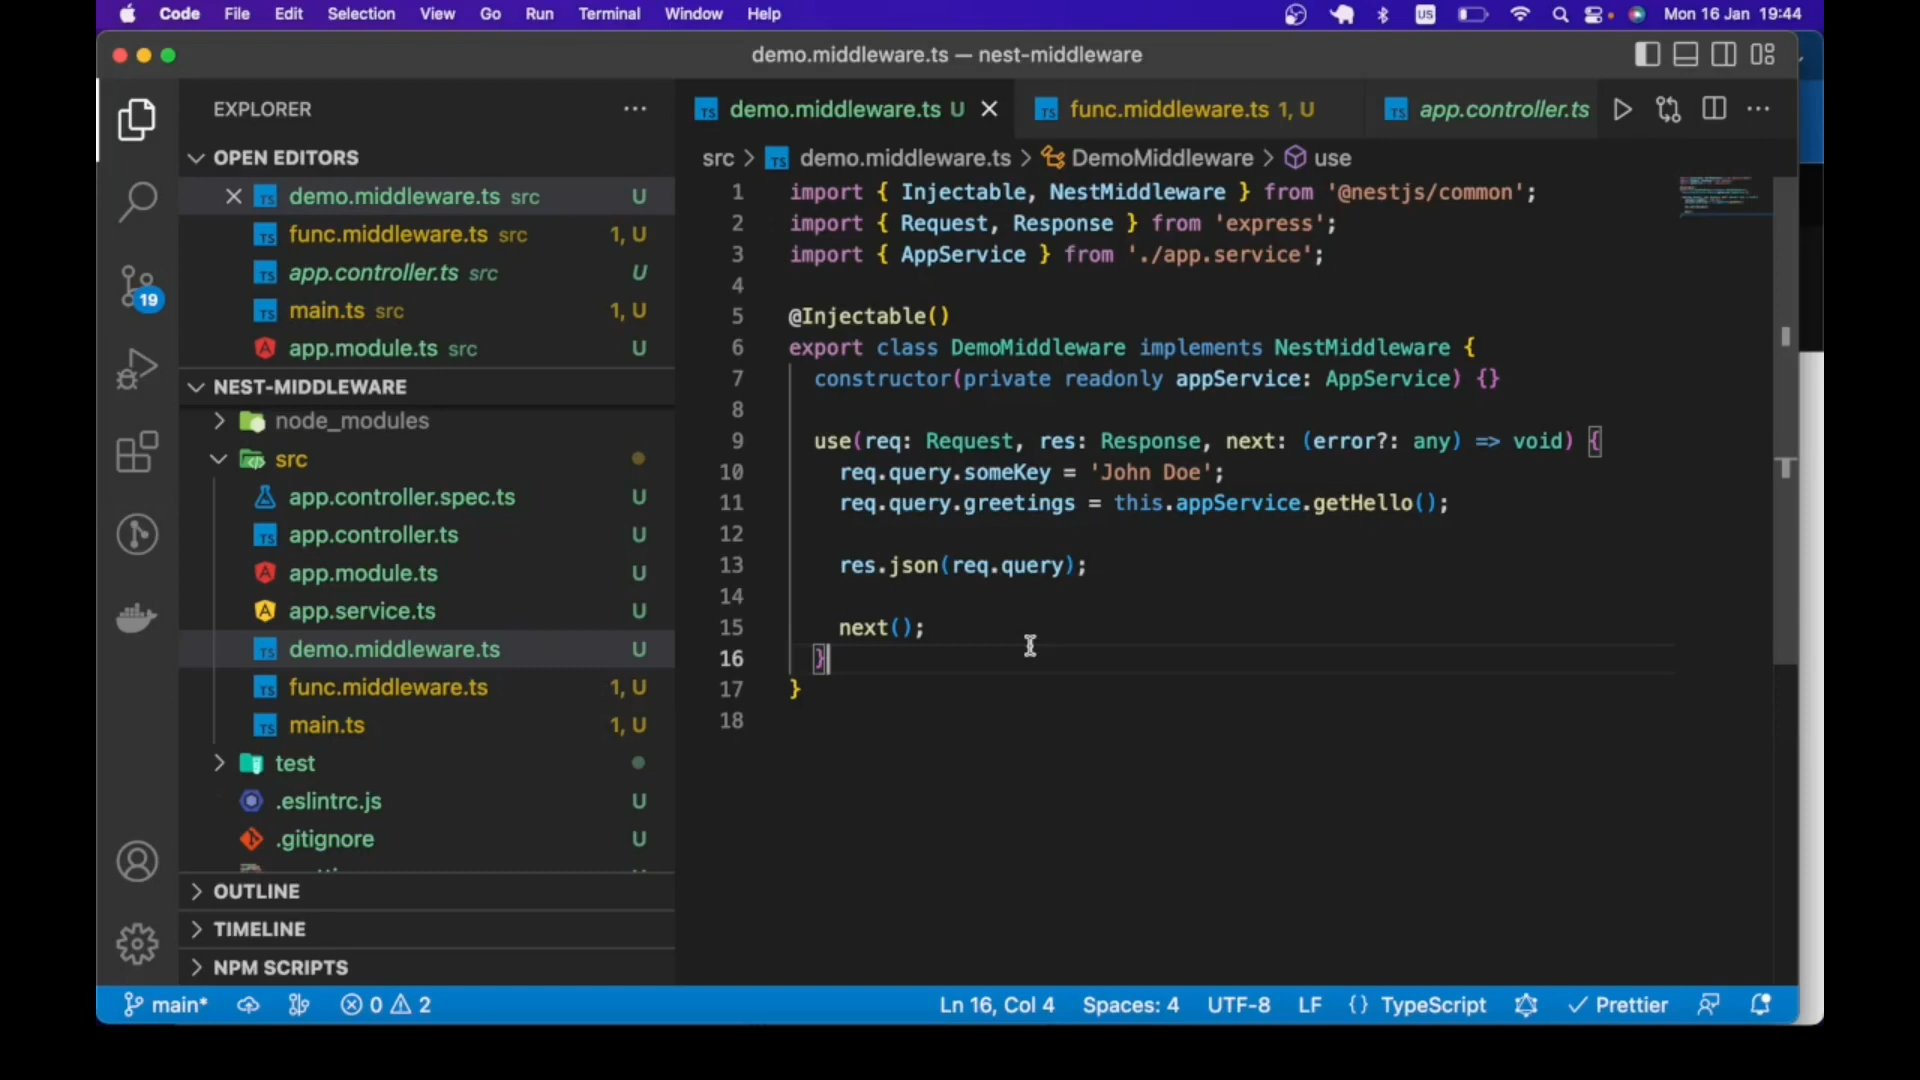 Code File Edit Selection View Go Run Terminal Window Help US Mon 16 Jan 19:44
demo.middleware.ts — nest-middleware
EXPLORER
OPEN EDITORS
demo.middleware.ts src U
func.middleware.ts src 1, U
app.controller.ts src U
main.ts src 1, U
app.module.ts src U
NEST-MIDDLEWARE
node_modules
src
app.controller.spec.ts U
app.controller.ts U
app.module.ts U
app.service.ts U
demo.middleware.ts U
func.middleware.ts 1, U
main.ts 1, U
test
.eslintrc.js U
.gitignore U
OUTLINE
TIMELINE
NPM SCRIPTS
19
demo.middleware.ts U func.middleware.ts 1, U app.controller.ts
src > demo.middleware.ts > DemoMiddleware > use
1 import { Injectable, NestMiddleware } from '@nestjs/common';
2 import { Request, Response } from 'express';
3 import { AppService } from './app.service';
4
5 @Injectable()
6 export class DemoMiddleware implements NestMiddleware {
7 constructor(private readonly appService: AppService) {}
8
9 use(req: Request, res: Response, next: (error?: any) => void) {
10 req.query.someKey = 'John Doe';
11 req.query.greetings = this.appService.getHello();
12
13 res.json(req.query);
14
15 next();
16 }
17 }
18
main* 0 2 Ln 16, Col 4 Spaces: 4 UTF-8 LF {} TypeScript Prettier